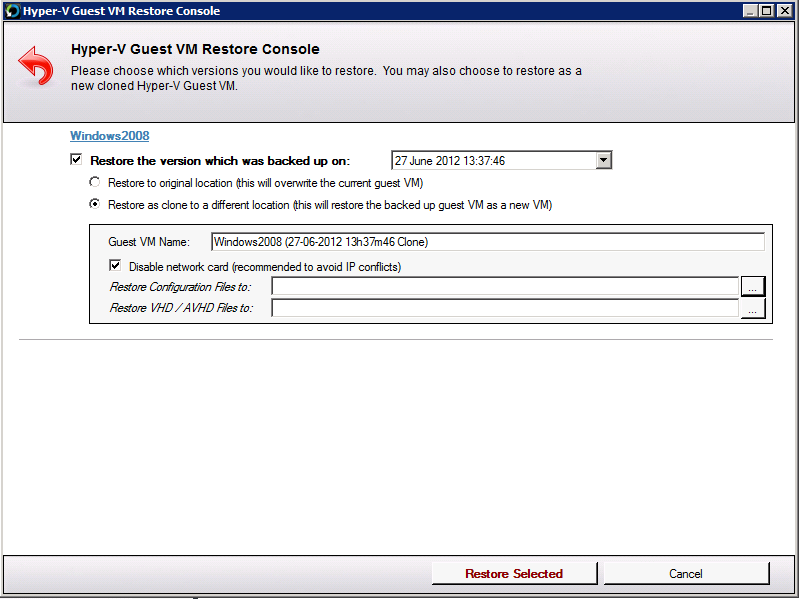 Hyper-V Guest VM Restore Console
Hyper-V Guest VM Restore Console
Please choose which versions you would like to restore. You may also choose to restore as a
new cloned Hyper-V Guest VM.
Windows2008
Restore the version which was backed up on: 27 June 2012 13:37:46
Restore to original location (this will overwrite the current guest VM)
Restore as clone to a different location (this will restore the backed up guest VM as a new VM)
Guest VM Name: Windows2008 (27-06-2012 13h37m46 Clone)
Disable network card (recommended to avoid IP conflicts)
Restore Configuration Files to: ...
Restore VHD / AVHD Files to: ...
Restore Selected Cancel